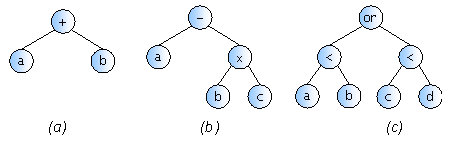 + - or
a b a x < <
b c a b c d
(a) (b) (c)